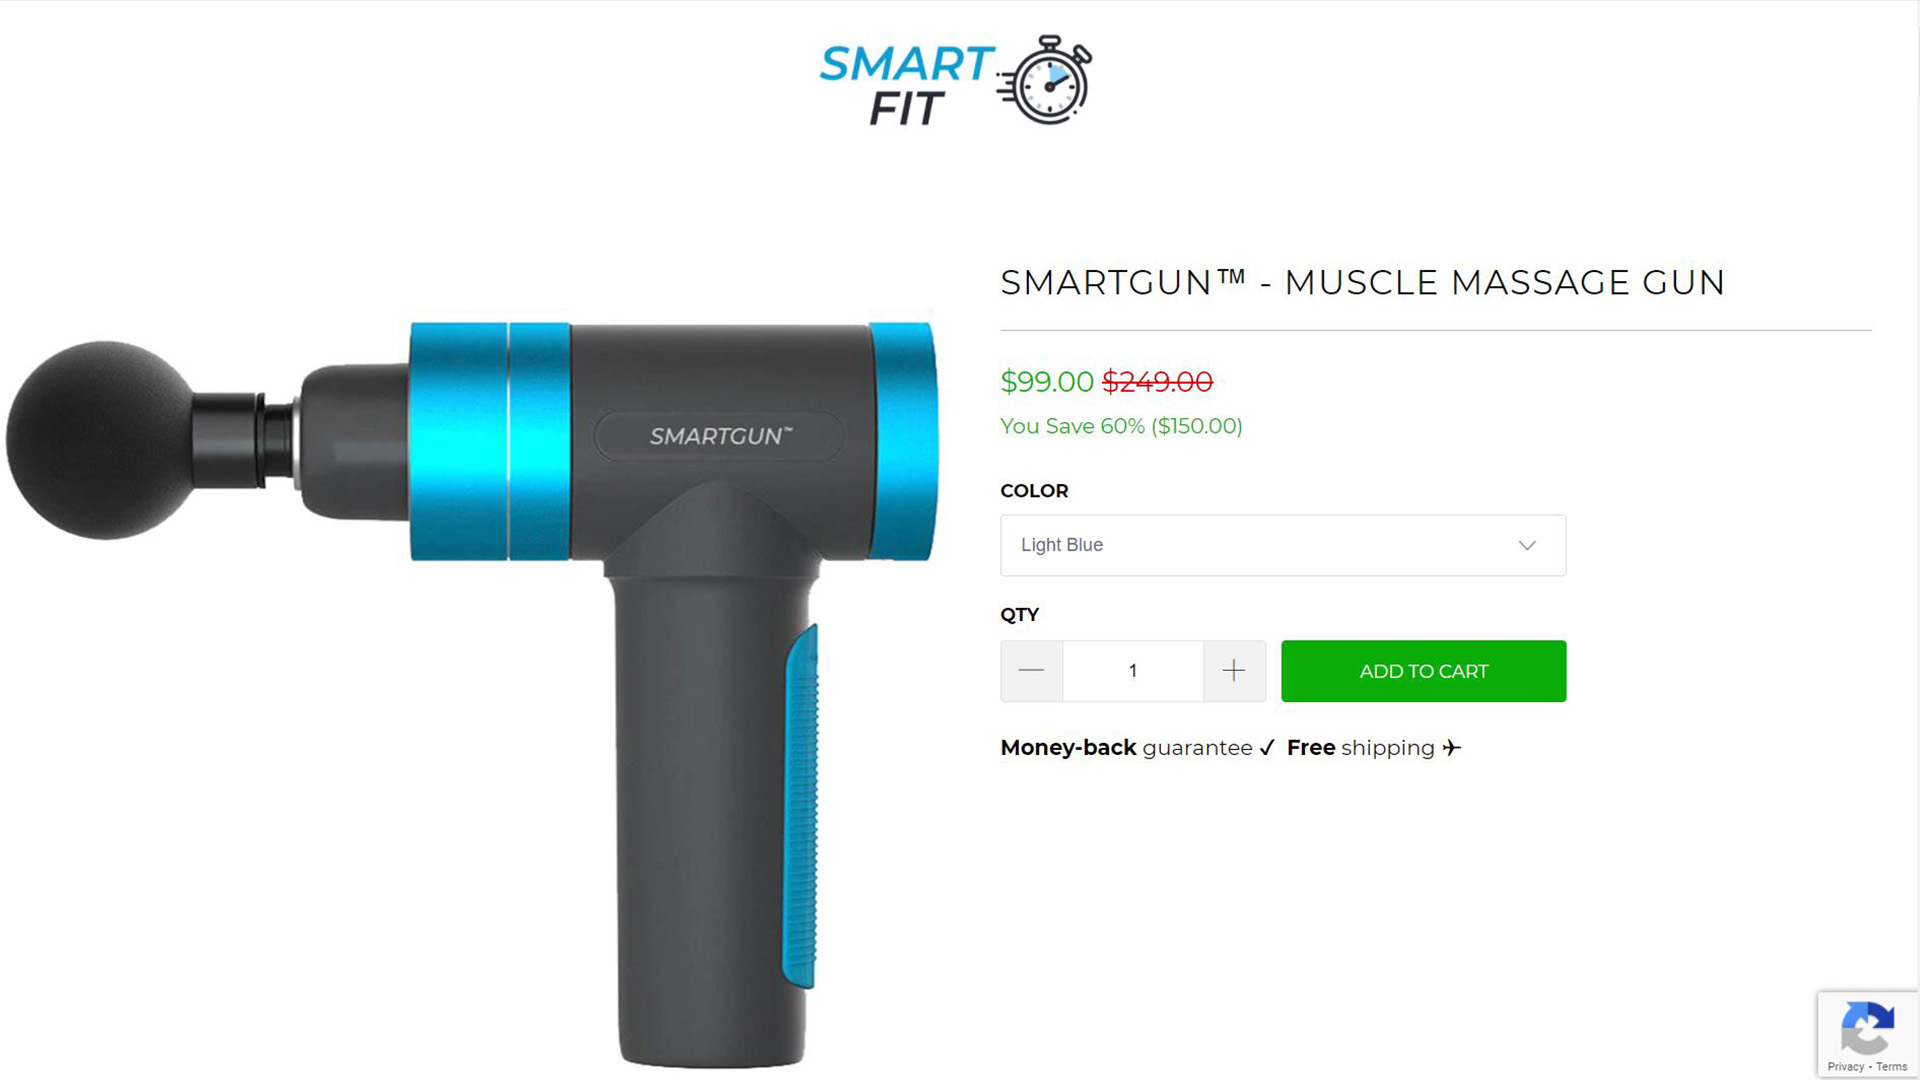 SMART
FIT
SMARTGUN™
SMARTGUN™ - MUSCLE MASSAGE GUN
$99.00 $249.00
You Save 60% ($150.00)
COLOR
Light Blue
QTY
1
ADD TO CART
Money-back guarantee ✓ Free shipping ✈
Privacy - Terms